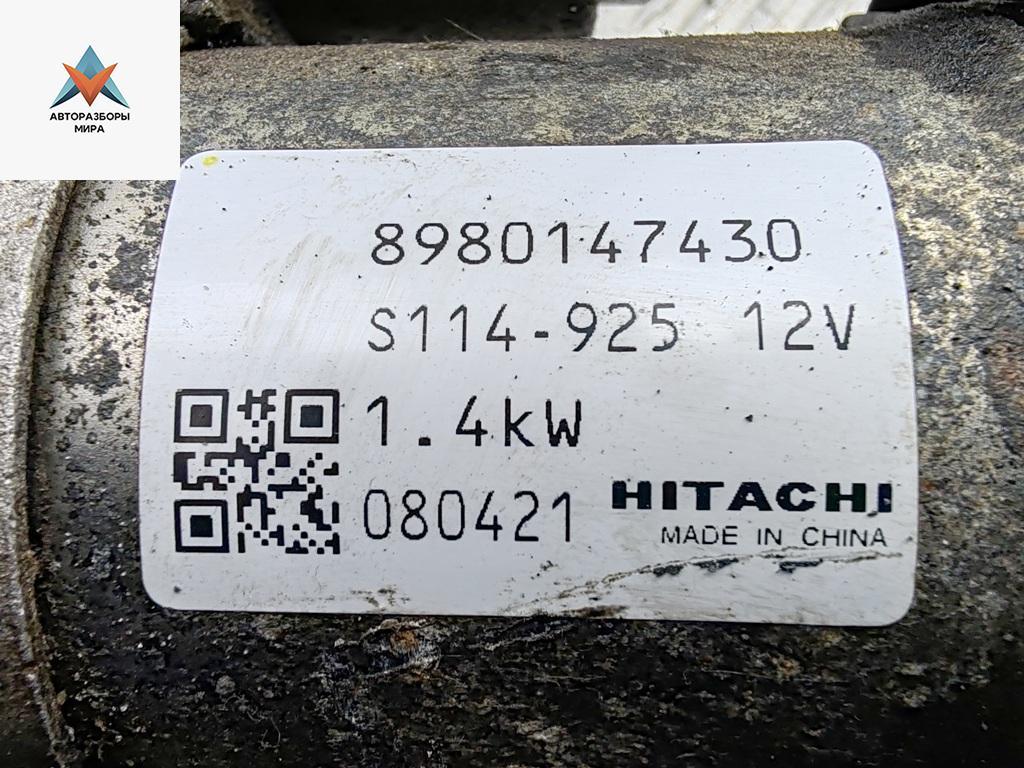 АВТОРАЗБОРЫ
МИРА
8980147430
S114-925 12V
1.4kW
080421
HITACHI
MADE IN CHINA